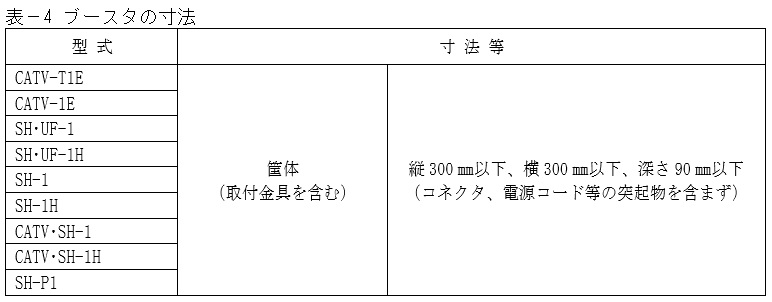 表－4 ブースタの寸法
型 式
寸 法 等
CATV-T1E
CATV-1E
SH･UF-1
SH･UF-1H
SH-1
SH-1H
CATV･SH-1
CATV･SH-1H
SH-P1
筐体
（取付金具を含む）
縦 300 ㎜以下、横 300 ㎜以下、深さ 90 ㎜以下
（コネクタ、電源コード等の突起物を含まず）